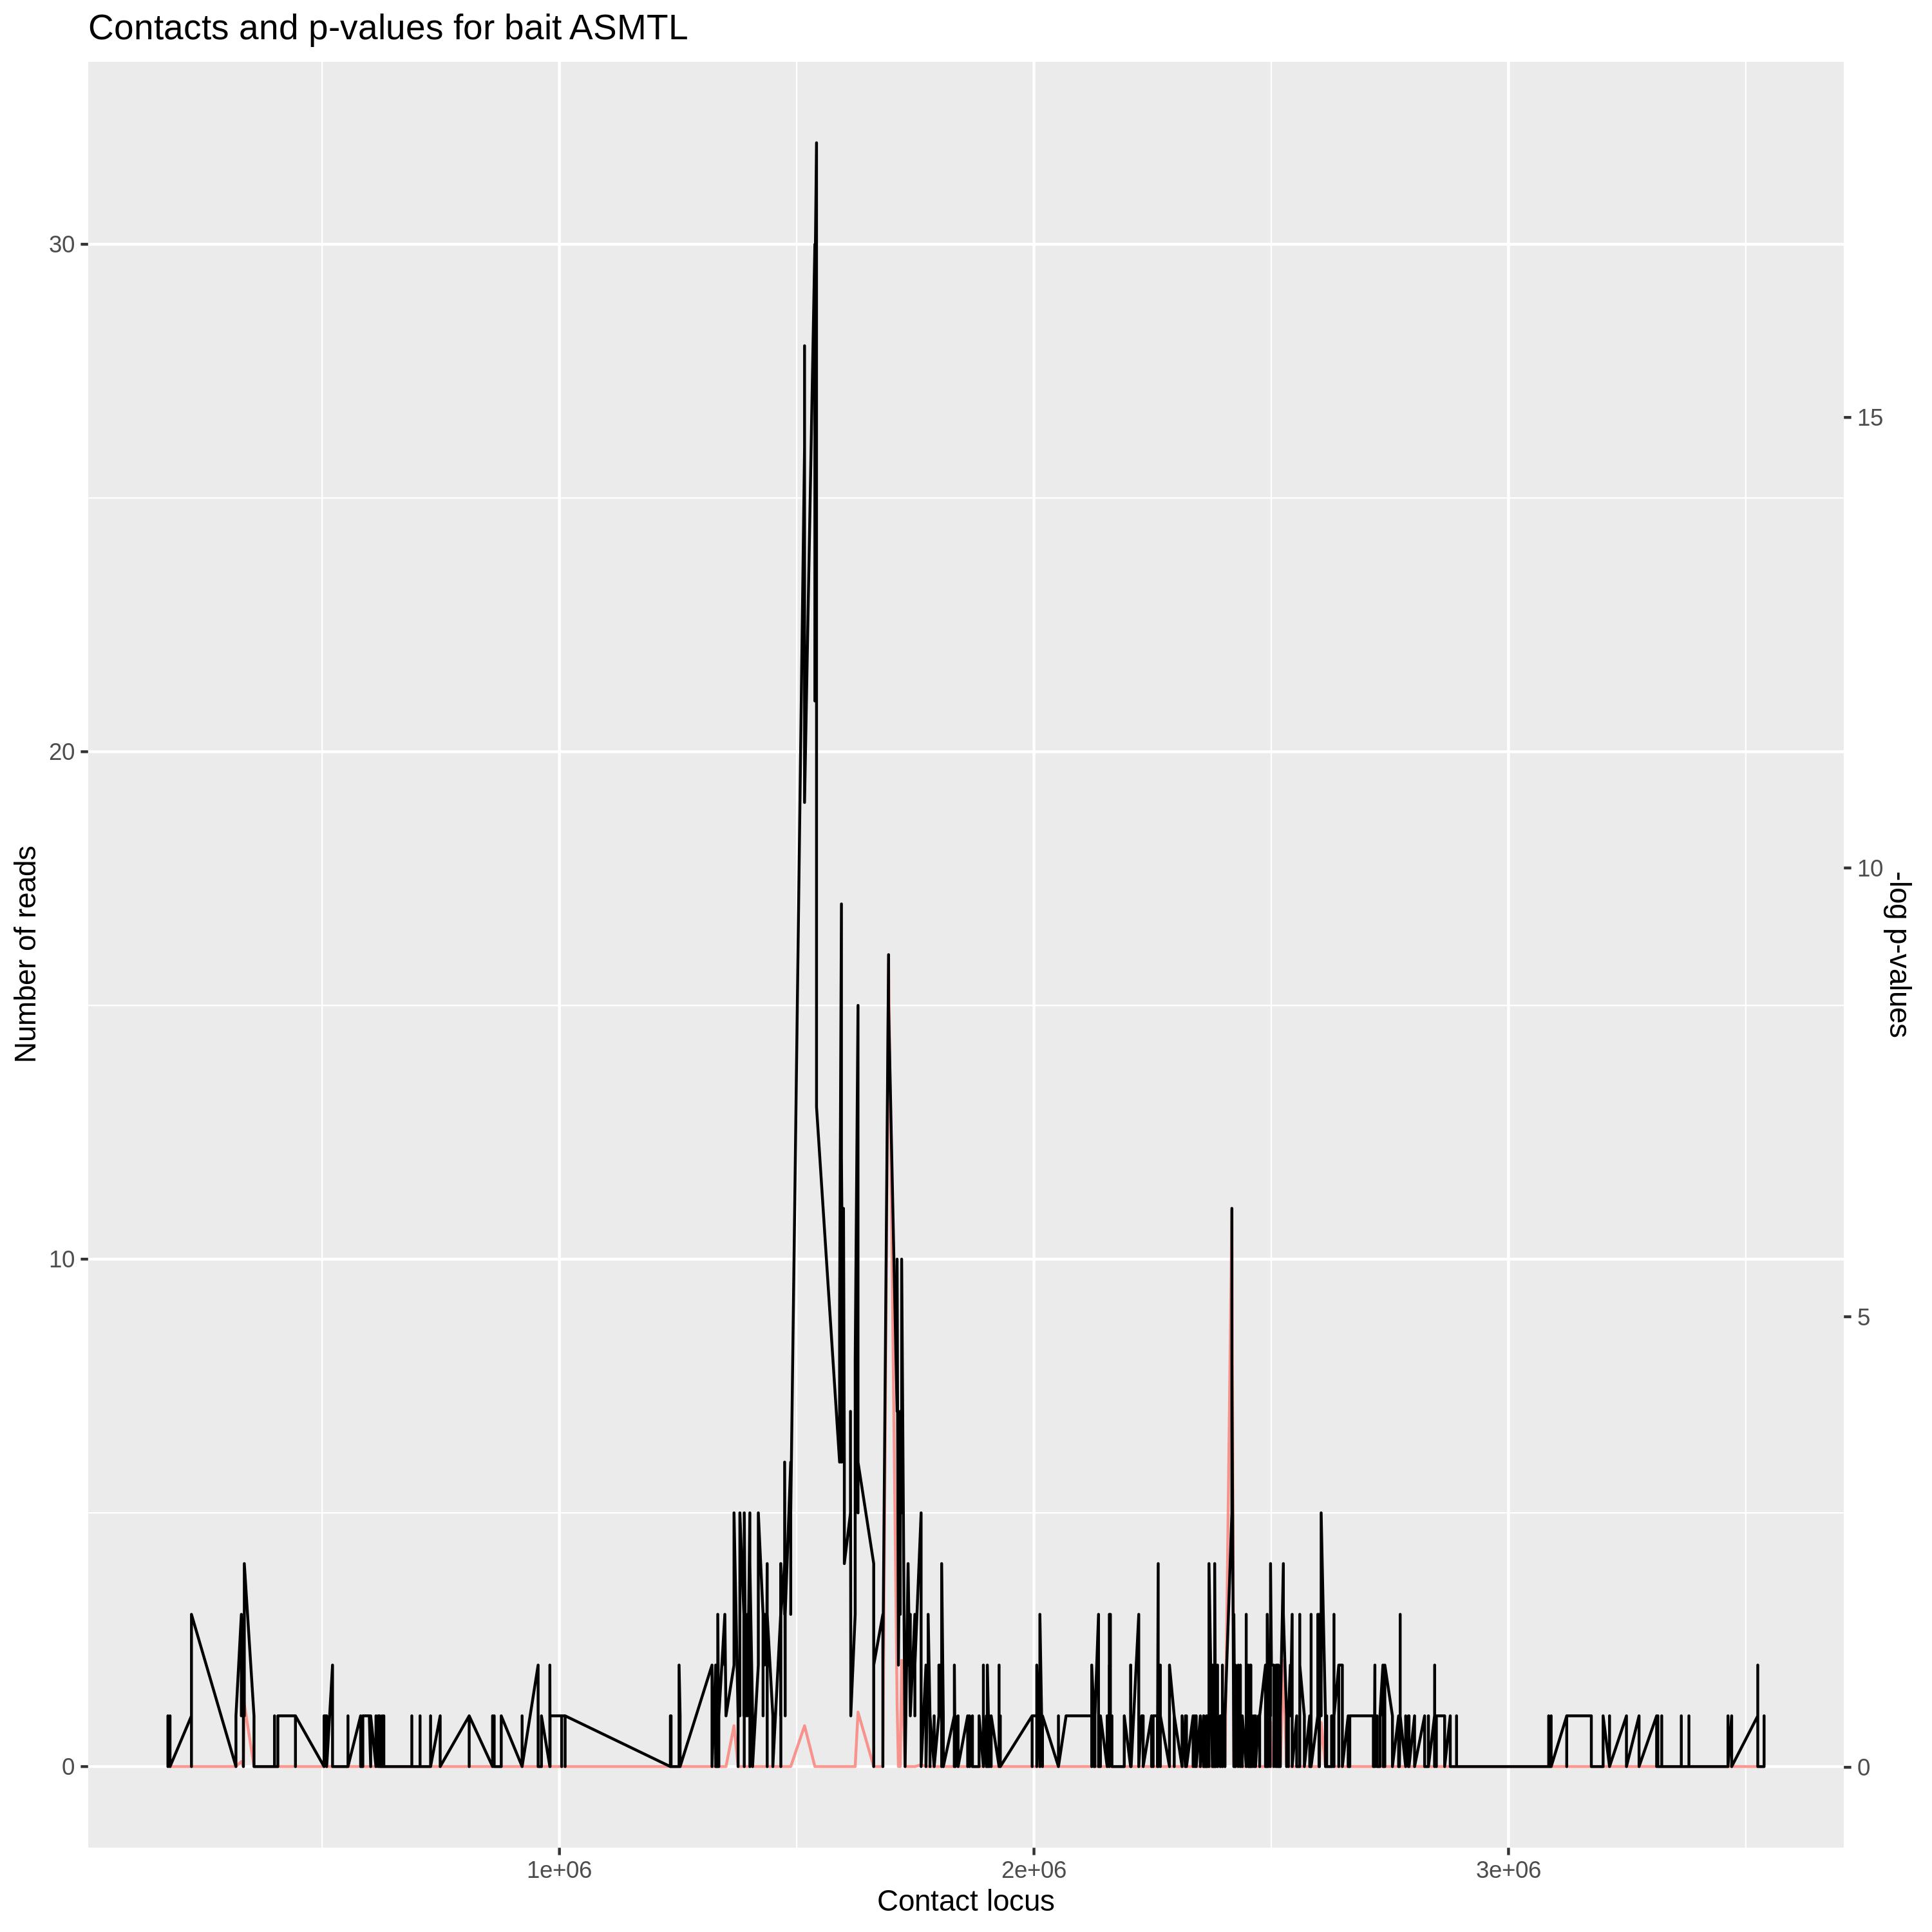 Contacts and p-values for bait ASMTL
30
20
10
0
Number of reads
15
10
5
0
-log p-values
1e+06
2e+06
3e+06
Contact locus